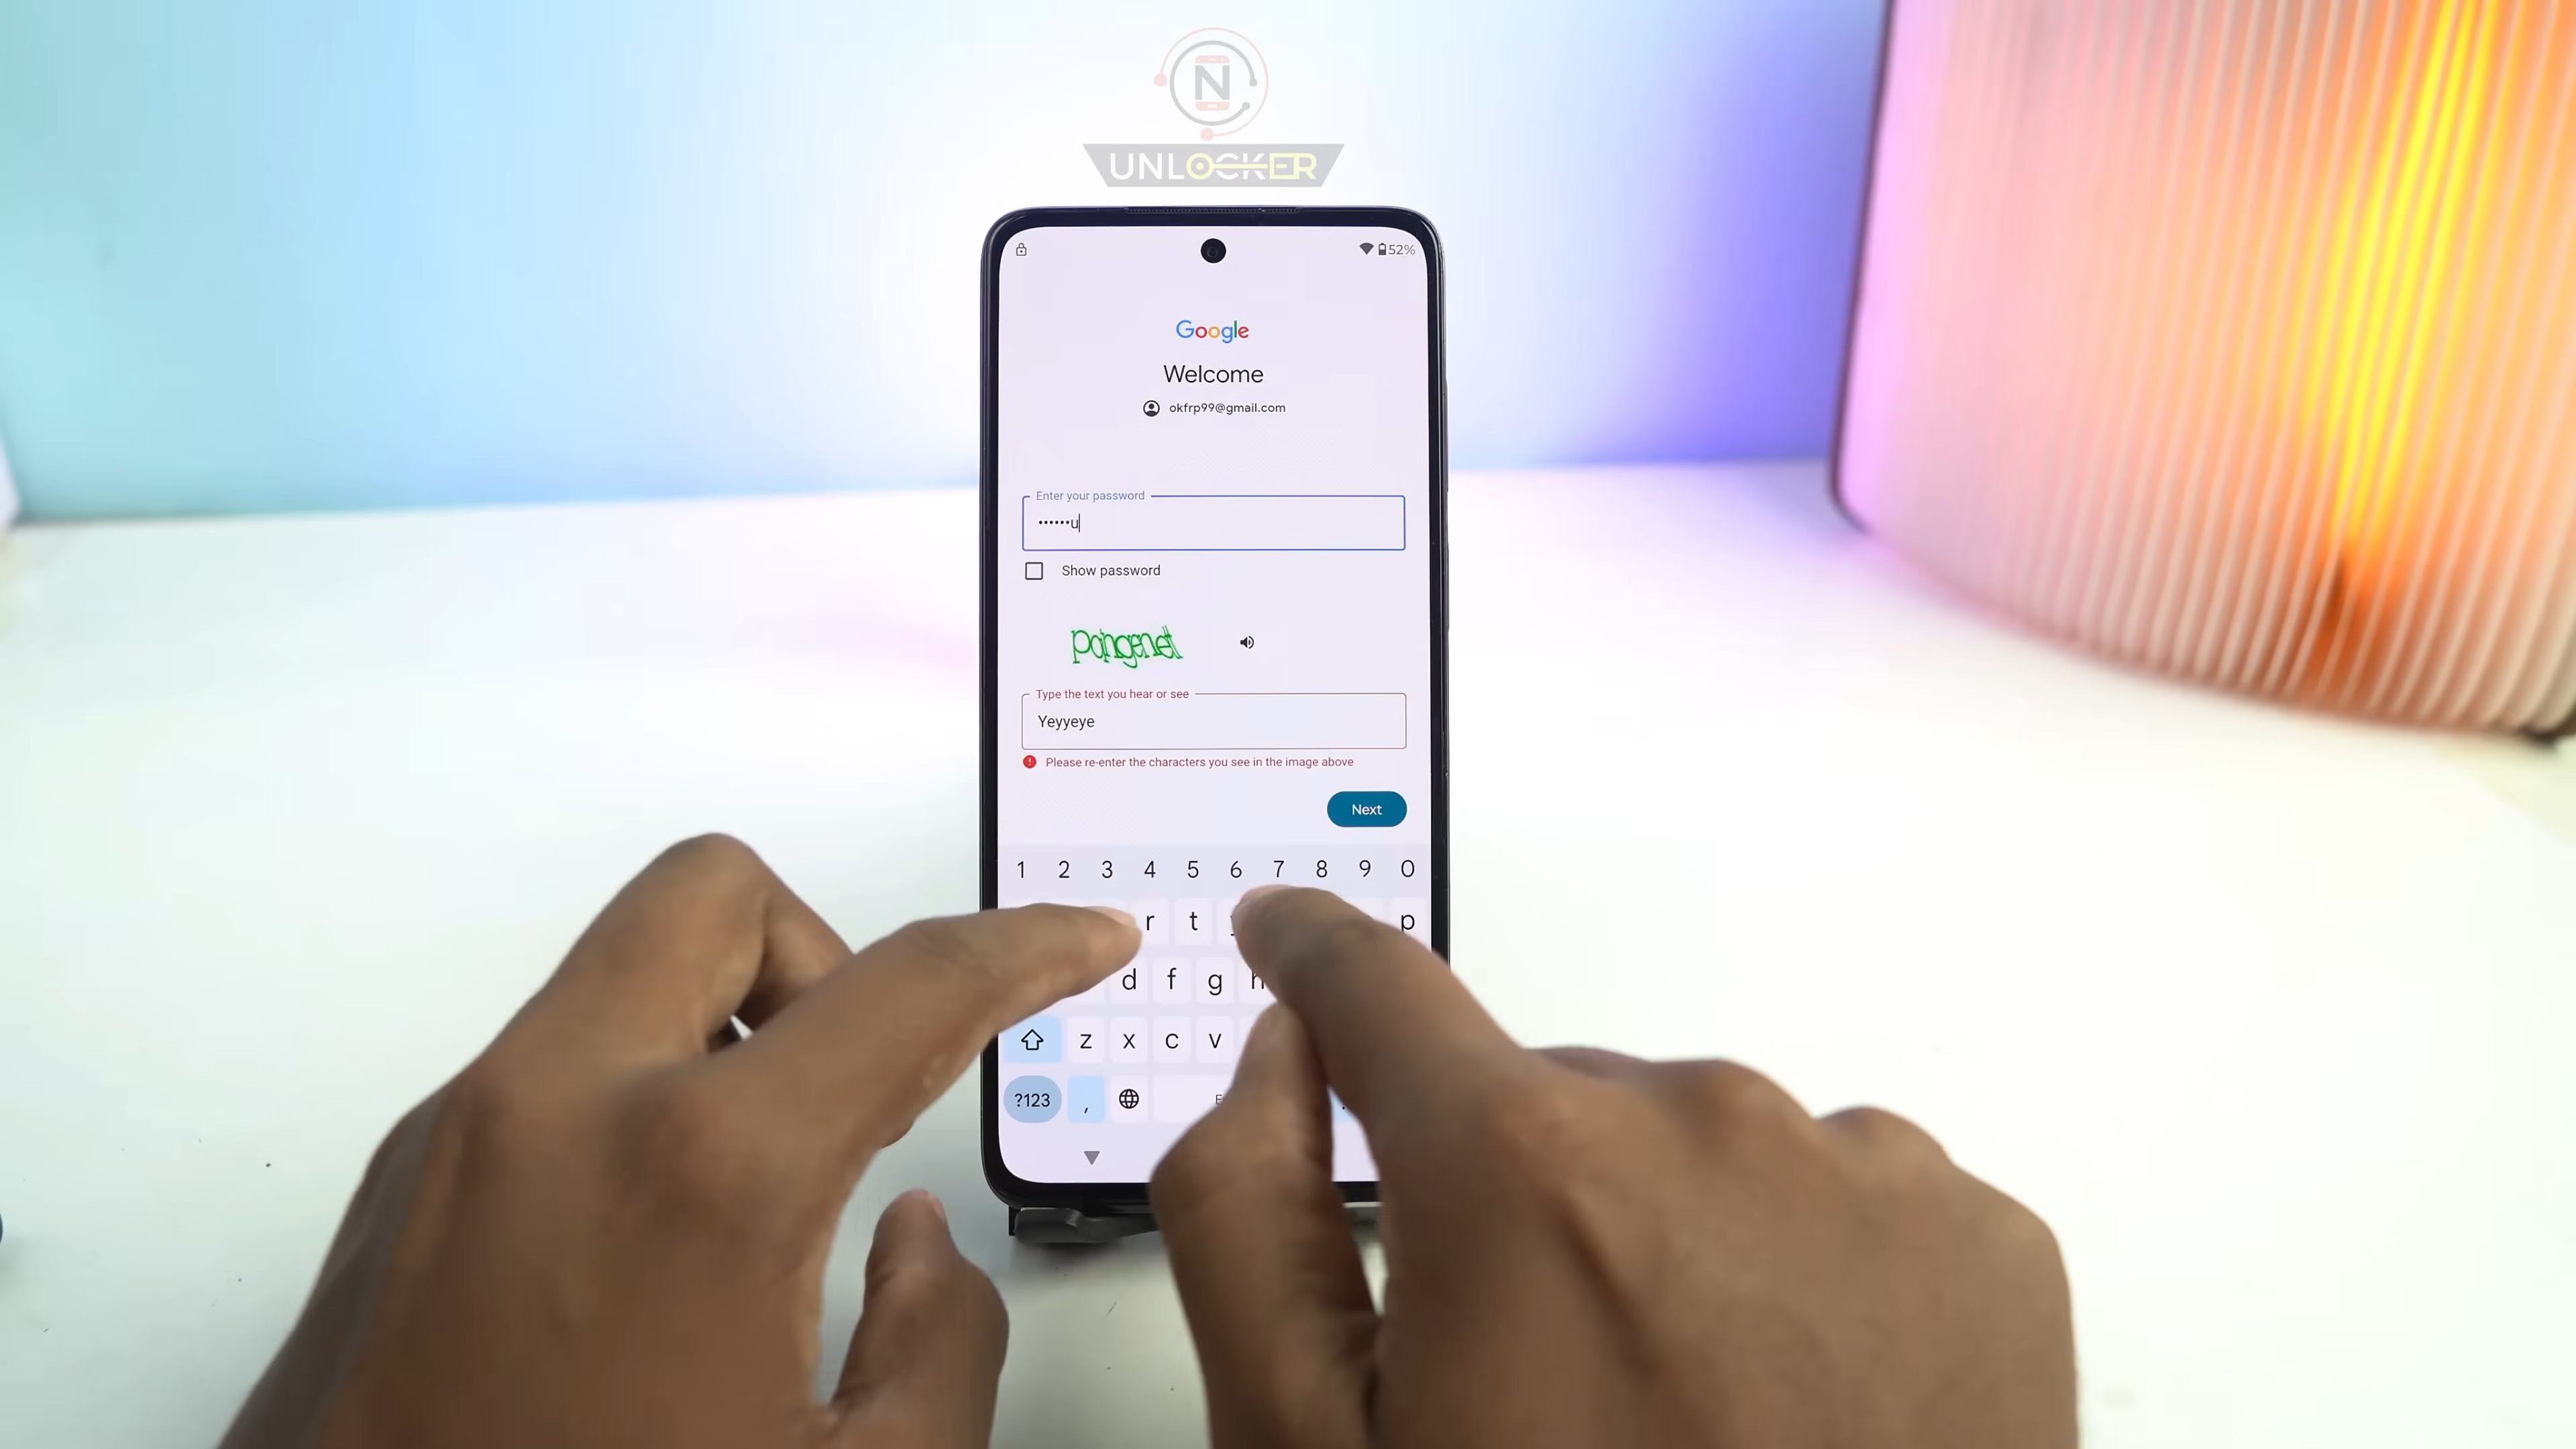 N
UNLOCKER
52%
Google
Welcome
okfrp99@gmail.com
Enter your password
••••••u
Show password
Type the text you hear or see
Yeyyeye
Please re-enter the characters you see in the image above
Next
1 2 3 4 5 6 7 8 9 0
r t p
d f g h
z x c v
?123 ,